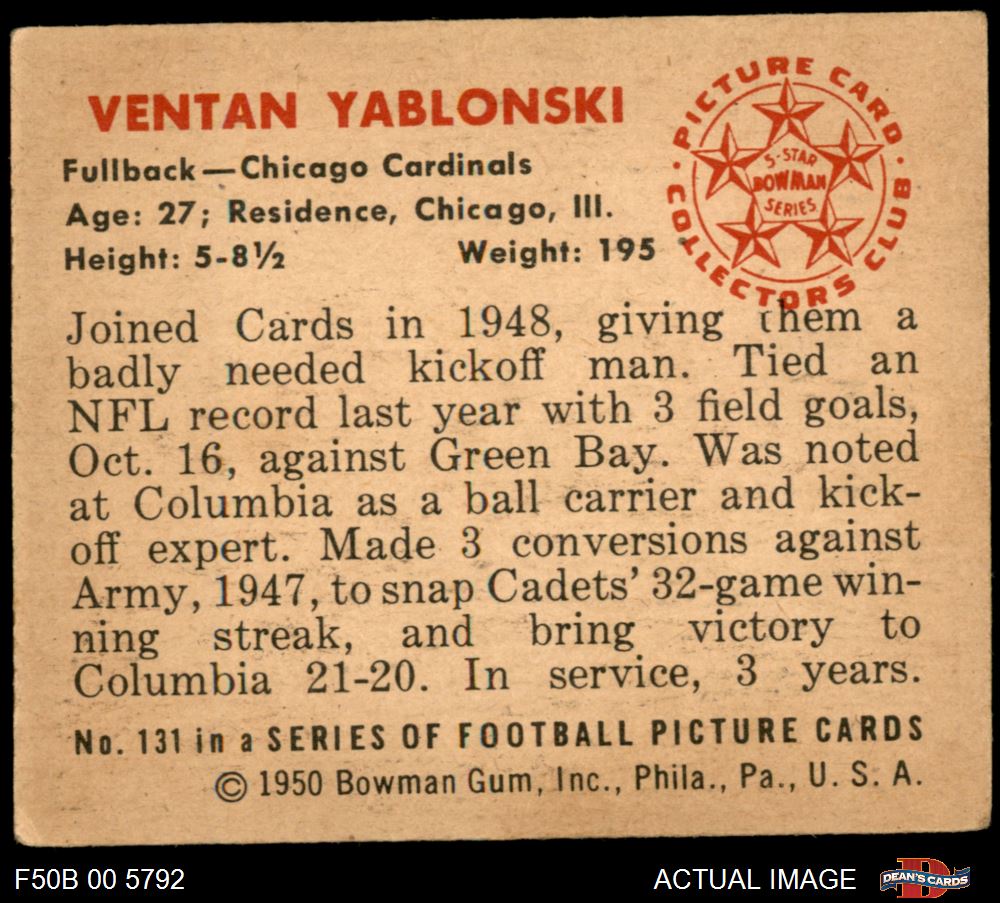 VENTAN YABLONSKI
Fullback—Chicago Cardinals
Age: 27; Residence, Chicago, Ill.
Height: 5-8½ Weight: 195
PICTURE CARD
COLLECTORS CLUB
5-STAR
BOWMAN
SERIES
Joined Cards in 1948, giving them a
badly needed kickoff man. Tied an
NFL record last year with 3 field goals,
Oct. 16, against Green Bay. Was noted
at Columbia as a ball carrier and kick-
off expert. Made 3 conversions against
Army, 1947, to snap Cadets' 32-game win-
ning streak, and bring victory to
Columbia 21-20. In service, 3 years.
No. 131 in a SERIES OF FOOTBALL PICTURE CARDS
© 1950 Bowman Gum, Inc., Phila., Pa., U. S. A.
F50B 00 5792 ACTUAL IMAGE D DEAN'S CARDS